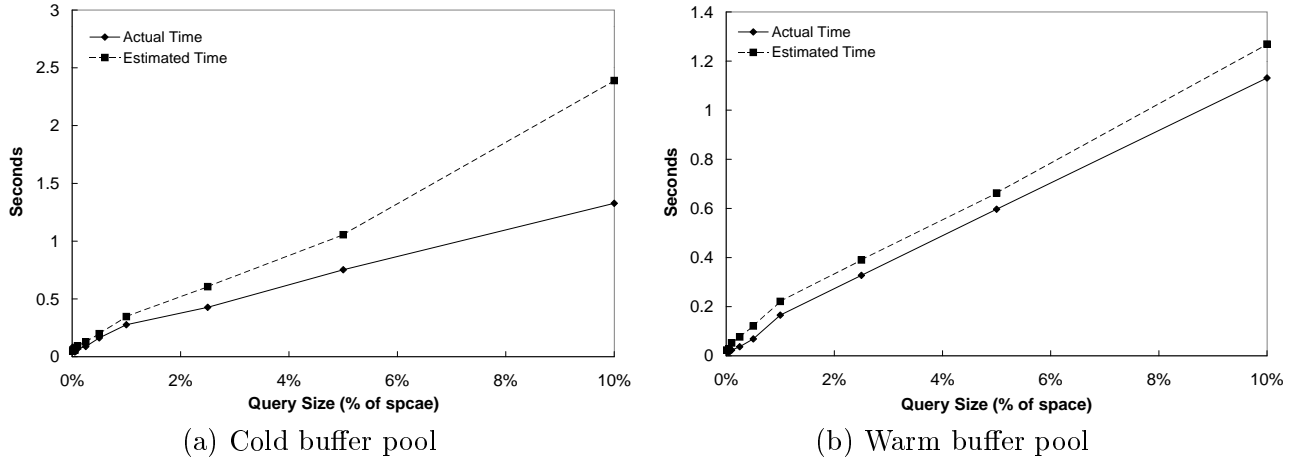 3
2.5
2
1.5
1
0.5
0
Seconds
Actual Time
Estimated Time
0% 2% 4% 6% 8% 10%
Query Size (% of spcae)
(a) Cold buffer pool
1.4
1.2
1
0.8
0.6
0.4
0.2
0
Seconds
Actual Time
Estimated Time
0% 2% 4% 6% 8% 10%
Query Size (% of space)
(b) Warm buffer pool